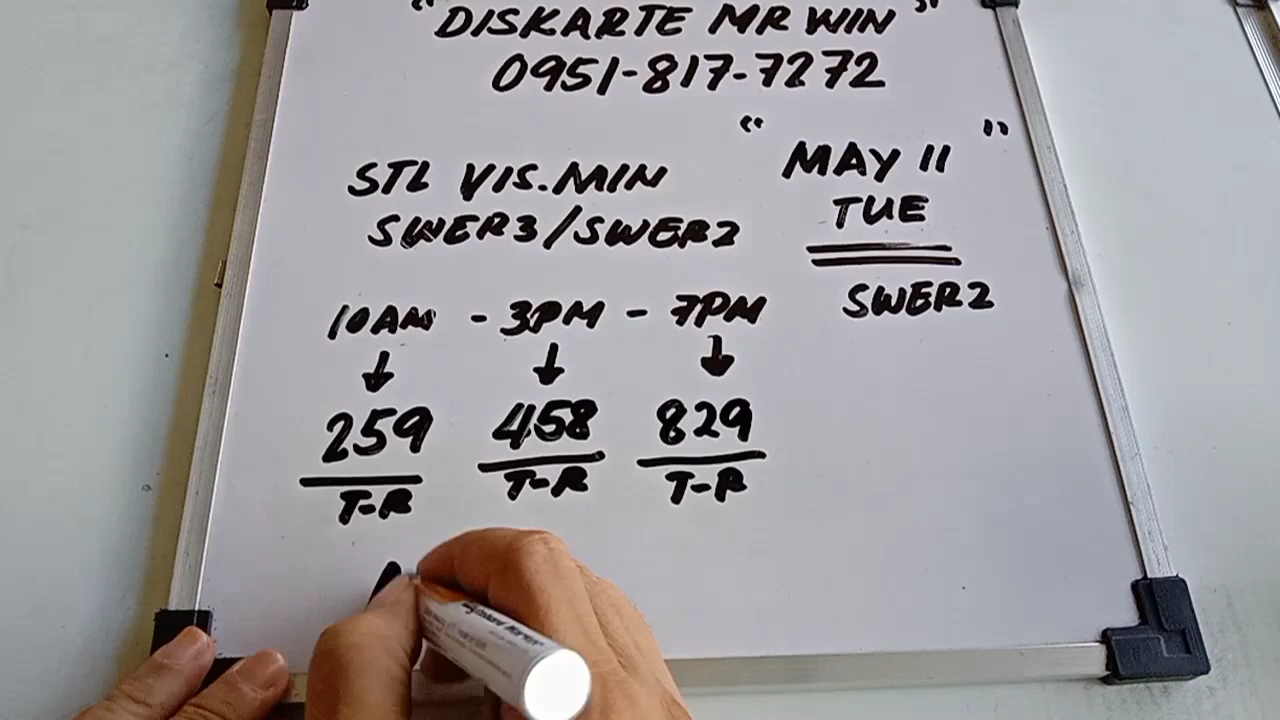 “DISKARTE MR WIN”
0951-817-7272
“MAY 11”
TUE
STL VIS.MIN
SWER3/SWER2
SWER2
10AM - 3PM - 7PM
↓ ↓ ↓
259 458 829
T-R T-R T-R